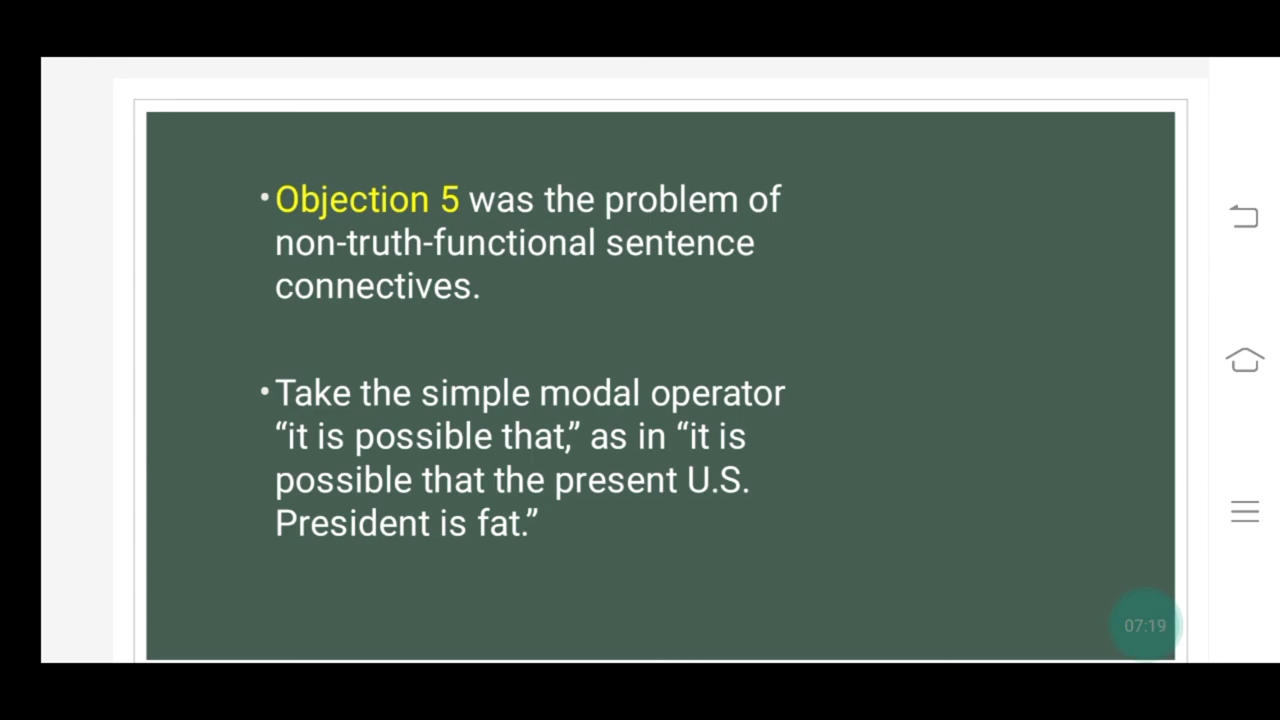 •Objection 5 was the problem of
non-truth-functional sentence
connectives.
•Take the simple modal operator
“it is possible that,” as in “it is
possible that the present U.S.
President is fat.”
07:19